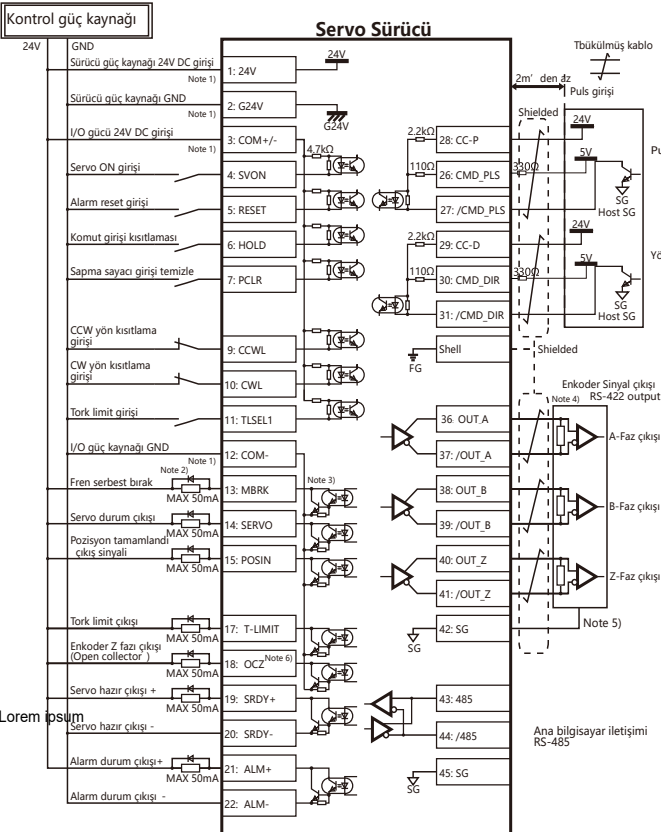 Kontrol güç kaynağı
24V
GND
Servo Sürücü
Sürücü güç kaynağı 24V DC girişi
Note 1)
1: 24V
24V
Sürücü güç kaynağı GND
Note 1)
2: G24V
G24V
I/O gücü 24V DC girişi
Note 1)
3: COM+/-
4.7kΩ
Servo ON girişi
4: SVON
Alarm reset girişi
5: RESET
Komut girişi kısıtlaması
6: HOLD
Sapma sayacı girişi temizle
7: PCLR
CCW yön kısıtlama
girişi
9: CCWL
CW yön kısıtlama
girişi
10: CWL
Tork limit girişi
11: TLSEL1
I/O güç kaynağı GND
Note 1)
12: COM-
Note 2)
Fren serbest bırak
MAX 50mA
13: MBRK
Note 3)
Servo durum çıkışı
MAX 50mA
14: SERVO
Pozisyon tamamlandı
çıkış sinyali
MAX 50mA
15: POSIN
Tork limit çıkışı
MAX 50mA
17: T-LIMIT
Enkoder Z fazı çıkışı
(Open collector )
MAX 50mA
18: OCZ
Note 6)
Servo hazır çıkışı +
MAX 50mA
19: SRDY+
Lorem ipsum
Servo hazır çıkışı -
20: SRDY-
Alarm durum çıkışı+
MAX 50mA
21: ALM+
Alarm durum çıkışı -
22: ALM-
Tbükülmüş kablo
2m' den az
Puls girişi
Shielded
2.2kΩ
28: CC-P
24V
110Ω
26: CMD_PLS
330Ω
5V
Pu
27: /CMD_PLS
SG
Host SG
2.2kΩ
29: CC-D
24V
110Ω
30: CMD_DIR
330Ω
5V
Yö
31: /CMD_DIR
SG
Host SG
Shell
FG
Shielded
Enkoder Sinyal çıkışı
RS-422 output
Note 4)
36. OUT_A
37: /OUT_A
A-Faz çıkışı
38: OUT_B
39: /OUT_B
B-Faz çıkışı
40: OUT_Z
41: /OUT_Z
Z-Faz çıkışı
42: SG
SG
Note 5)
43: 485
44: /485
Ana bilgisayar iletişimi
RS-485
45: SG
SG